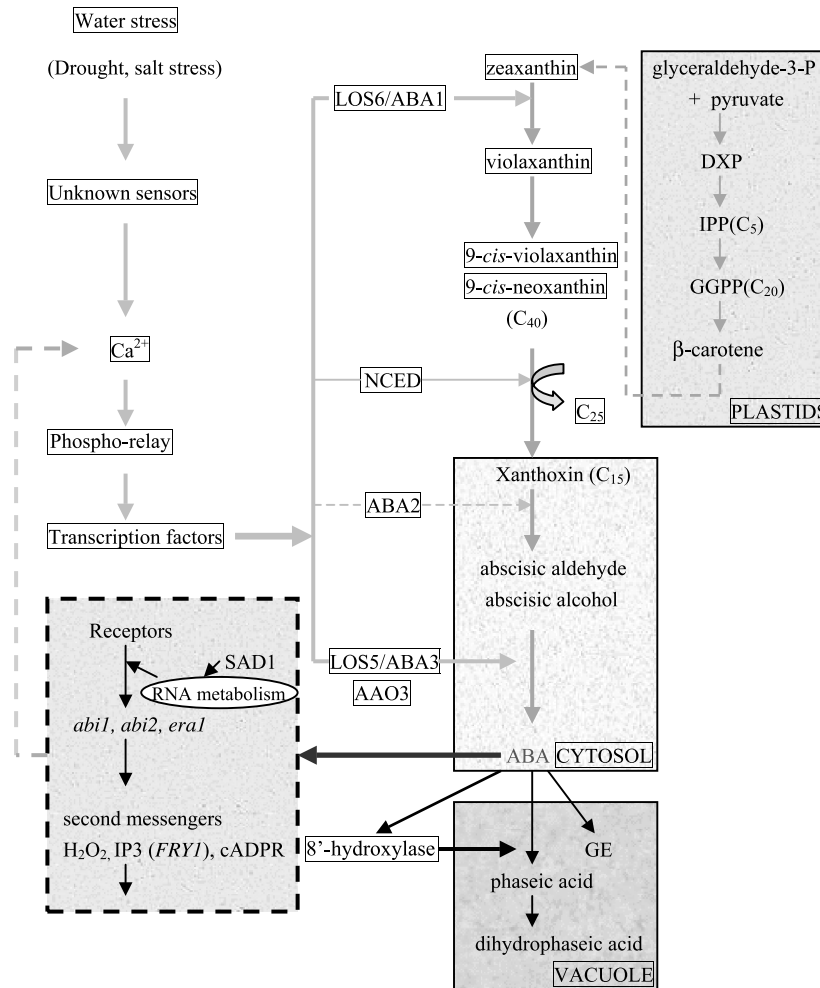 Water stress
(Drought, salt stress)
Unknown sensors
Ca²⁺
Phospho-relay
Transcription factors
LOS6/ABA1
NCED
ABA2
LOS5/ABA3
AAO3
zeaxanthin
violaxanthin
9-cis-violaxanthin
9-cis-neoxanthin
(C₄₀)
C₂₅
glyceraldehyde-3-P
+ pyruvate
DXP
IPP(C₅)
GGPP(C₂₀)
β-carotene
PLASTIDS
Xanthoxin (C₁₅)
abscisic aldehyde
abscisic alcohol
ABA
CYTOSOL
Receptors
SAD1
RNA metabolism
abi1, abi2, era1
second messengers
H₂O₂, IP3 (FRY1), cADPR
8’-hydroxylase
GE
phaseic acid
dihydrophaseic acid
VACUOLE